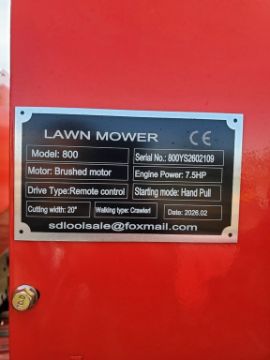 LAWN MOWER CE
Model: 800 Serial No.: 800YS2602109
Motor: Brushed motor Engine Power: 7.5HP
Drive Type:Remote control Starting mode: Hand Pull
Cutting width: 20" Walking type: Crawlerl Date :2026.02
sdloolsale@foxmail.com